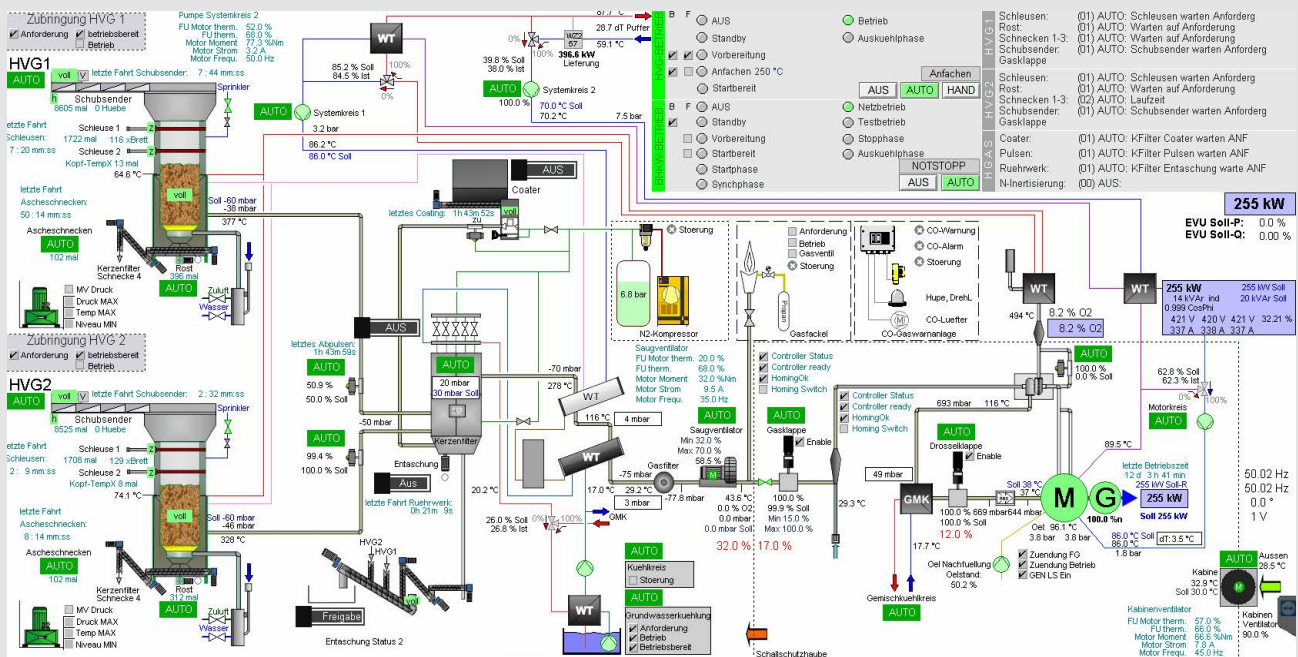 Zubringung HVG 1
Anforderung betriebsbereit
Betrieb
HVG1
AUTO
voll V letzte Fahrt Schubsender: 7 : 44 mm:ss
h Schubsender
8605 mal 0 Huebe
Sprinkler
letzte Fahrt
Schleusen:
7 : 20 mm:ss
Schleuse 1 Z
1722 mal 116 xBrett
Schleuse 2 Z
Kopf-TempX 13 mal
64.6 °C
voll
letzte Fahrt
Ascheschnecken:
50 : 14 mm:ss
Ascheschnecken
AUTO
102 mal
Soll -60 mbar
-38 mbar
377 °C
Kerzenfilter
Schnecke 4
Rost
396 mal
AUTO
Zuluft
Wasser
MV Druck
Druck MAX
Temp MAX
Niveau MIN
Zubringung HVG 2
Anforderung betriebsbereit
Betrieb
HVG2
AUTO
voll V letzte Fahrt Schubsender: 2 : 32 mm:ss
h Schubsender
8525 mal 0 Huebe
Sprinkler
letzte Fahrt
Schleusen:
2 : 9 mm:ss
Schleuse 1 Z
1708 mal 129 xBrett
Schleuse 2 Z
Kopf-TempX 8 mal
74.1 °C
voll
letzte Fahrt
Ascheschnecken:
8 : 14 mm:ss
Ascheschnecken
AUTO
102 mal
Soll -60 mbar
-46 mbar
328 °C
Kerzenfilter
Schnecke 4
Rost
312 mal
AUTO
Zuluft
Wasser
MV Druck
Druck MAX
Temp MAX
Niveau MIN
Pumpe Systemkreis 2
FU Motor therm. 52.0 %
FU therm. 68.0 %
Motor Moment 77.3 %Nm
Motor Strom 3.2 A
Motor Frequ. 50.0 Hz
WT
85.2 % Soll
84.5 % Ist
100%
0%
AUTO Systemkreis 1
3.2 bar
86.2 °C
86.0 °C Soll
28.7 dT Puffer
WZ2
57
59.1 °C
396.6 kW
Lieferung
0%
100%
39.8 % Soll
38.0 % Ist
AUTO Systemkreis 2
100.0 %
70.0 °C Soll
70.2 °C
7.5 bar
HVG-BETRIEB
B F
AUS
Standby
Vorbereitung
Anfachen 250 °C
Startbereit
Betrieb
Auskuehlphase
Anfachen
AUS AUTO HAND
BHKW-BETRIEB
B F
AUS
Standby
Vorbereitung
Startbereit
Startphase
Synchphase
Netzbetrieb
Testbetrieb
Stopphase
Auskuehlphase
NOTSTOPP
AUS AUTO
HVG1
Schleusen: (01) AUTO: Schleusen warten Anforderg
Rost: (01) AUTO: Warten auf Anforderung
Schnecken 1-3: (01) AUTO: Warten auf Anforderung
Schubsender: (01) AUTO: Schubsender warten Anforderg
Gasklappe
HVG2
Schleusen: (01) AUTO: Schleusen warten Anforderg
Rost: (01) AUTO: Warten auf Anforderung
Schnecken 1-3: (02) AUTO: Laufzeit
Schubsender: (01) AUTO: Schubsender warten Anforderg
Gasklappe
HGAS
Coater: (01) AUTO: KFilter Coater warten ANF
Pulsen: (01) AUTO: KFilter Pulsen warten ANF
Ruehrwerk: (01) AUTO: KFilter Entaschung warte ANF
N-Inertisierung: (00) AUS:
255 kW
EVU Soll-P: 0.0 %
EVU Soll-Q: 0.00 %
AUS
Coater
letztes Coating: 1h 43m 52s
voll
zu
AUS
letztes Abpulsen:
1h 43m 59s
AUTO
50.9 %
50.0 % Soll
-50 mbar
AUTO
99.4 %
100.0 % Soll
AUTO
20 mbar
30 mbar Soll
Kerzenfilter
Entaschung
Aus
letzte Fahrt Ruehrwerk:
0h 21m 9s
-70 mbar
278 °C
WT
116 °C
4 mbar
WT
17.0 °C
20.2 °C
-75 mbar
29.2 °C
3 mbar
GMK
26.0 % Soll
26.8 % Ist
0%
100%
WT
HVG2
HVG1
voll
Freigabe
Entaschung Status 2
Stoerung
6.8 bar
N2-Kompressor
Anforderung
Betrieb
Gasventil
Stoerung
Propan
Gasfackel
CO-Warnung
CO-Alarm
Stoerung
Hupe, DrehL
CO-Luefter
CO-Gaswarnanlage
Saugventilator
FU Motor therm. 20.0 %
FU therm. 68.0 %
Motor Moment 32.0 %Nm
Motor Strom 9.5 A
Motor Frequ. 35.0 Hz
AUTO
Saugventilator
Min 32.0 %
Max 70.0 %
58.5 %
Gasfilter
-77.8 mbar
M
43.6 °C
0.0 % O2
0.0 mbar
0.0 mbar Soll
32.0 %
Controller Status
Controller ready
HomingOk
Homing Switch
AUTO
Gasklappe
Enable
100.0 %
99.9 % Soll
Min 15.0 %
Max 100.0 %
17.0 %
Controller Status
Controller ready
HomingOk
Homing Switch
29.3 °C
AUTO
Kuehlkreis
Stoerung
AUTO
Grundwasserkuehlung
Anforderung
Betrieb
Betriebsbereit
Schallschutzhaube
WT
494 °C
8.2 % O2
8.2 % O2
AUTO
100.0 %
0.0 % Soll
693 mbar
116 °C
AUTO
Drosselklappe
Enable
49 mbar
GMK
100.0 %
100.0 % Soll
12.0 %
669 mbar
644 mbar
Soll 38 °C
37 °C
17.7 °C
Gemischkuehlkreis
AUTO
Oel Nachfuellung
Oelstand:
50.2 %
M
G
100.0 %n
Oel: 96.1 °C
3.8 bar
3.8 bar
89.5 °C
Zuendung FG
Zuendung Betrieb
GEN LS Ein
WT
255 kW 255 kW Soll
14 kVAr ind 20 kVAr Soll
0.999 CosPhi
421 V 420 V 421 V 32.21 %
337 A 338 A 337 A
62.8 % Soll
62.3 % Ist
0%
100%
Motorkreis
AUTO
letzte Betriebszeit
12 d 3 h 41 min
255 kW Soll-R
255 kW
Soll 255 kW
86.0 °C Soll
86.0 °C
1.8 bar
dT: 3.5 °C
50.02 Hz
50.02 Hz
0.0 °
1 V
AUTO
Aussen
28.5 °C
Kabine
32.9 °C
Soll 30.0 °C
M
Kabinen
Ventilator
90.0 %
Kabinenventilator
FU Motor therm. 57.0 %
FU therm. 66.0 %
Motor Moment 66.6 %Nm
Motor Strom 7.8 A
Motor Frequ. 45.0 Hz